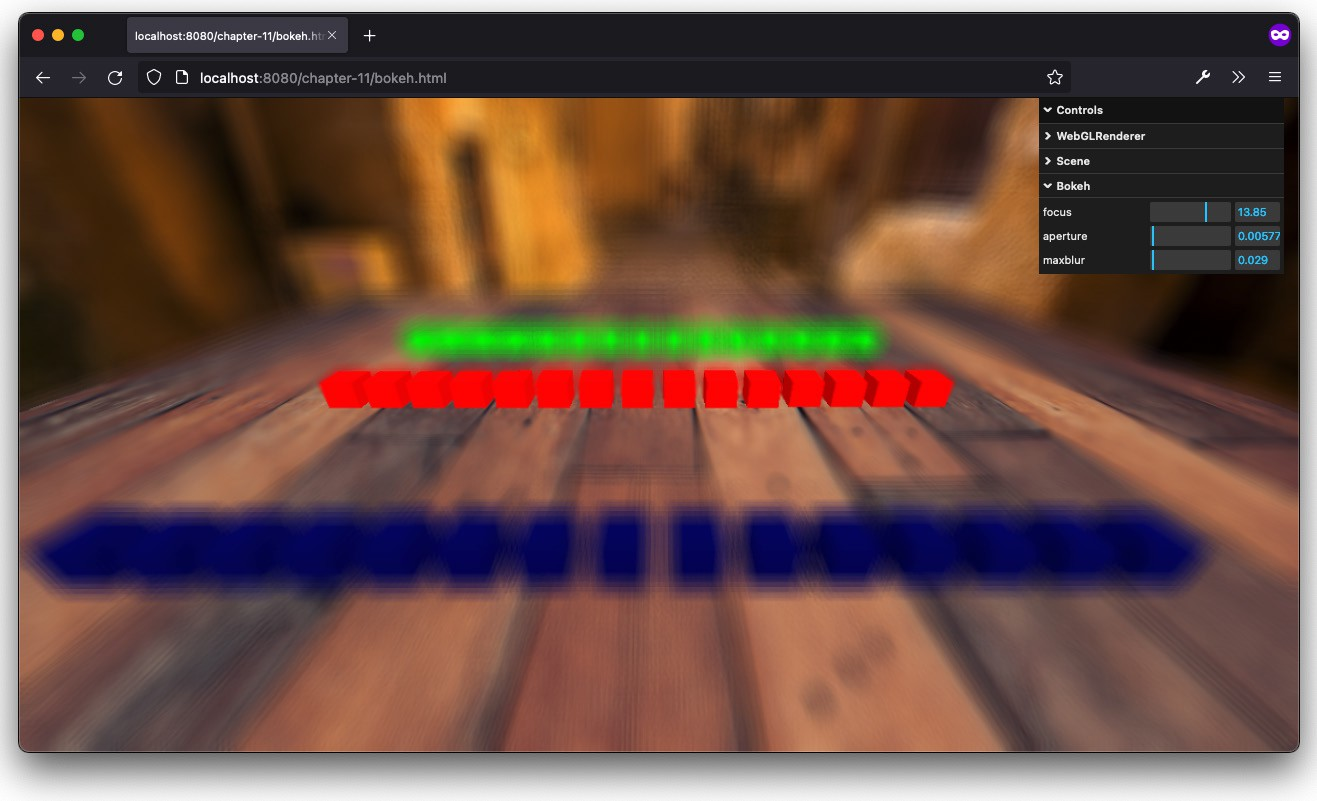 localhost:8080/chapter-11/bokeh.ht
localhost:8080/chapter-11/bokeh.html
Controls
WebGLRenderer
Scene
Bokeh
focus 13.85
aperture 0.00577
maxblur 0.029